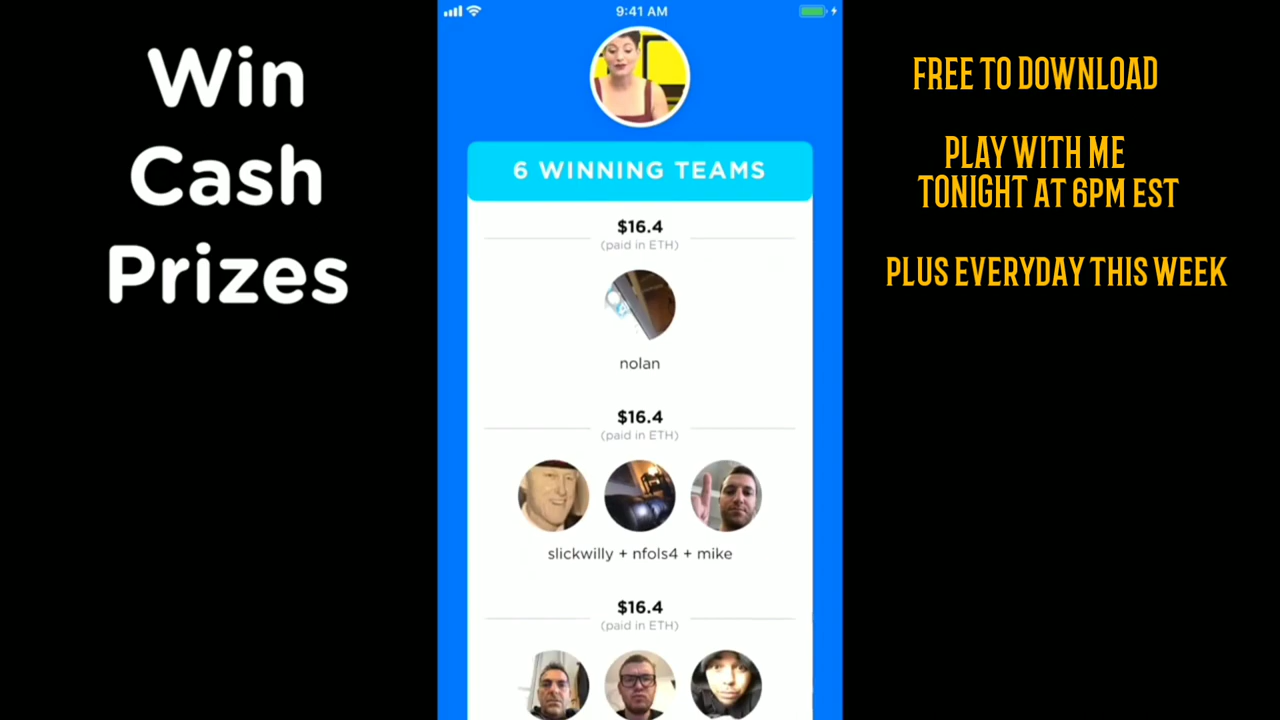 Win
Cash
Prizes
9:41 AM
6 WINNING TEAMS
$16.4
(paid in ETH)
nolan
$16.4
(paid in ETH)
slickwilly + nfols4 + mike
$16.4
(paid in ETH)
FREE TO DOWNLOAD
PLAY WITH ME
TONIGHT AT 6PM EST
PLUS EVERYDAY THIS WEEK